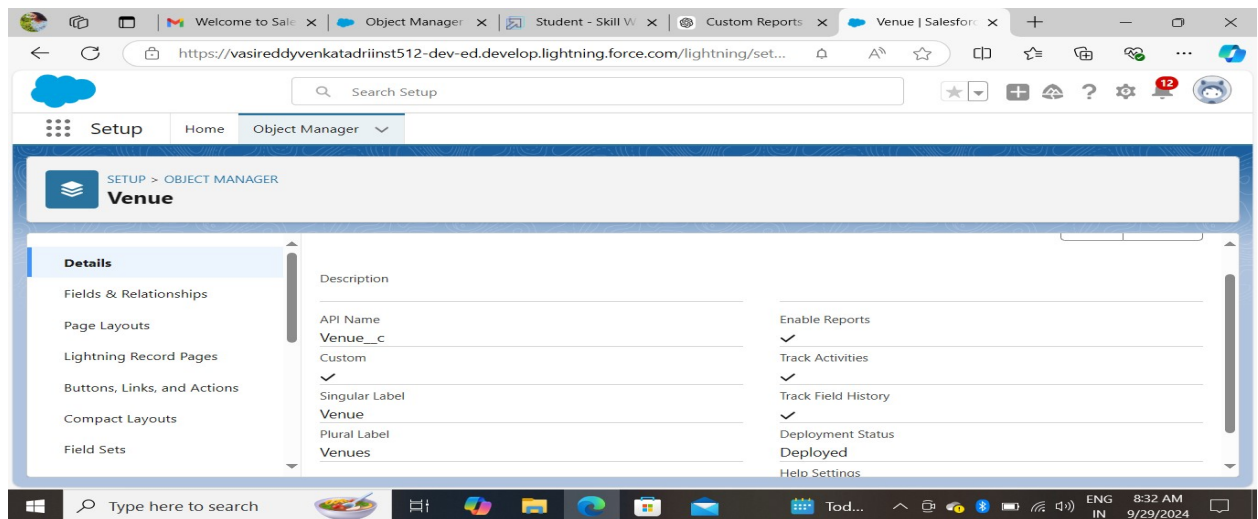 Welcome to Sale
Object Manager
Student - Skill W
Custom Reports
Venue | Salesforc
https://vasireddyvenkatadriinst512-dev-ed.develop.lightning.force.com/lightning/set...
Search Setup
12
Setup
Home
Object Manager
SETUP > OBJECT MANAGER
Venue
Details
Fields & Relationships
Page Layouts
Lightning Record Pages
Buttons, Links, and Actions
Compact Layouts
Field Sets
Description
API Name
Venue__c
Custom
Singular Label
Venue
Plural Label
Venues
Enable Reports
Track Activities
Track Field History
Deployment Status
Deployed
Help Settings
Type here to search
Tod...
ENG
IN
8:32 AM
9/29/2024